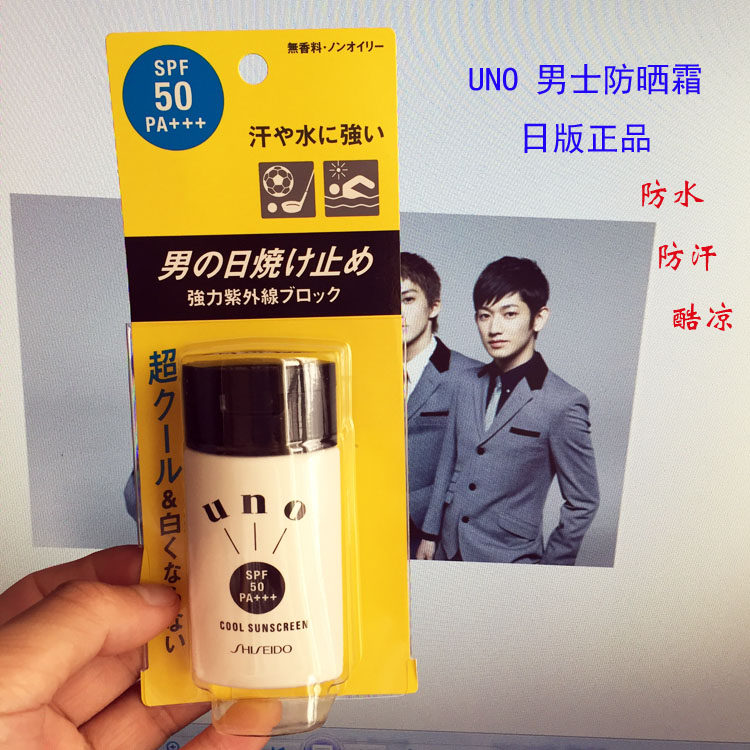 SPF
50
PA+++
無香料・ノンオイリー
汗や水に強い
男の日焼け止め
強力紫外線ブロック
超クール&白くならない
uno
SPF
50
PA+++
COOL SUNSCREEN
SHISEIDO
UNO 男士防晒霜
日版正品
防水
防汗
酷凉